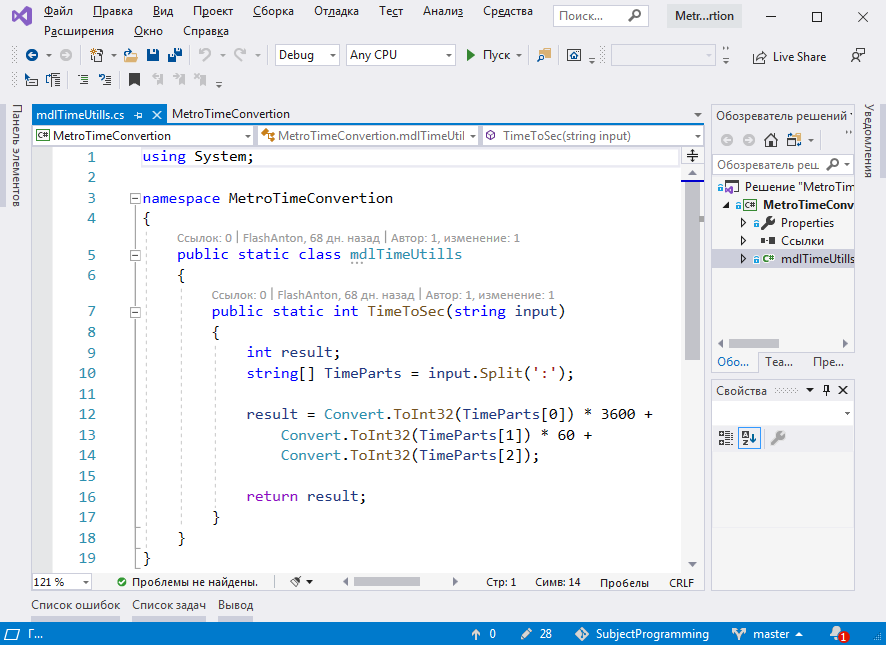 Файл Правка Вид Проект Сборка Отладка Тест Анализ Средства Поиск... Metr...rtion
Расширения Окно Справка
Debug Any CPU Пуск Live Share
Панель элементов
mdlTimeUtills.cs MetroTimeConvertion
C# MetroTimeConvertion MetroTimeConvertion.mdlTimeUtil TimeToSec(string input)
1 using System;
2
3 namespace MetroTimeConvertion
4 {
Ссылок: 0 | FlashAnton, 68 дн. назад | Автор: 1, изменение: 1
5 public static class mdlTimeUtills
6 {
Ссылок: 0 | FlashAnton, 68 дн. назад | Автор: 1, изменение: 1
7 public static int TimeToSec(string input)
8 {
9 int result;
10 string[] TimeParts = input.Split(':');
11
12 result = Convert.ToInt32(TimeParts[0]) * 3600 +
13 Convert.ToInt32(TimeParts[1]) * 60 +
14 Convert.ToInt32(TimeParts[2]);
15
16 return result;
17 }
18 }
19 }
121 % Проблемы не найдены. Стр: 1 Симв: 14 Пробелы CRLF
Обозреватель решений
Обозреватель реш
Решение "MetroTim
C# MetroTimeConv
Properties
Ссылки
C# mdlTimeUtills
Обо... Теа... Пре...
Свойства
Уведомления
Список ошибок Список задач Вывод
Г... 0 28 SubjectProgramming master 1